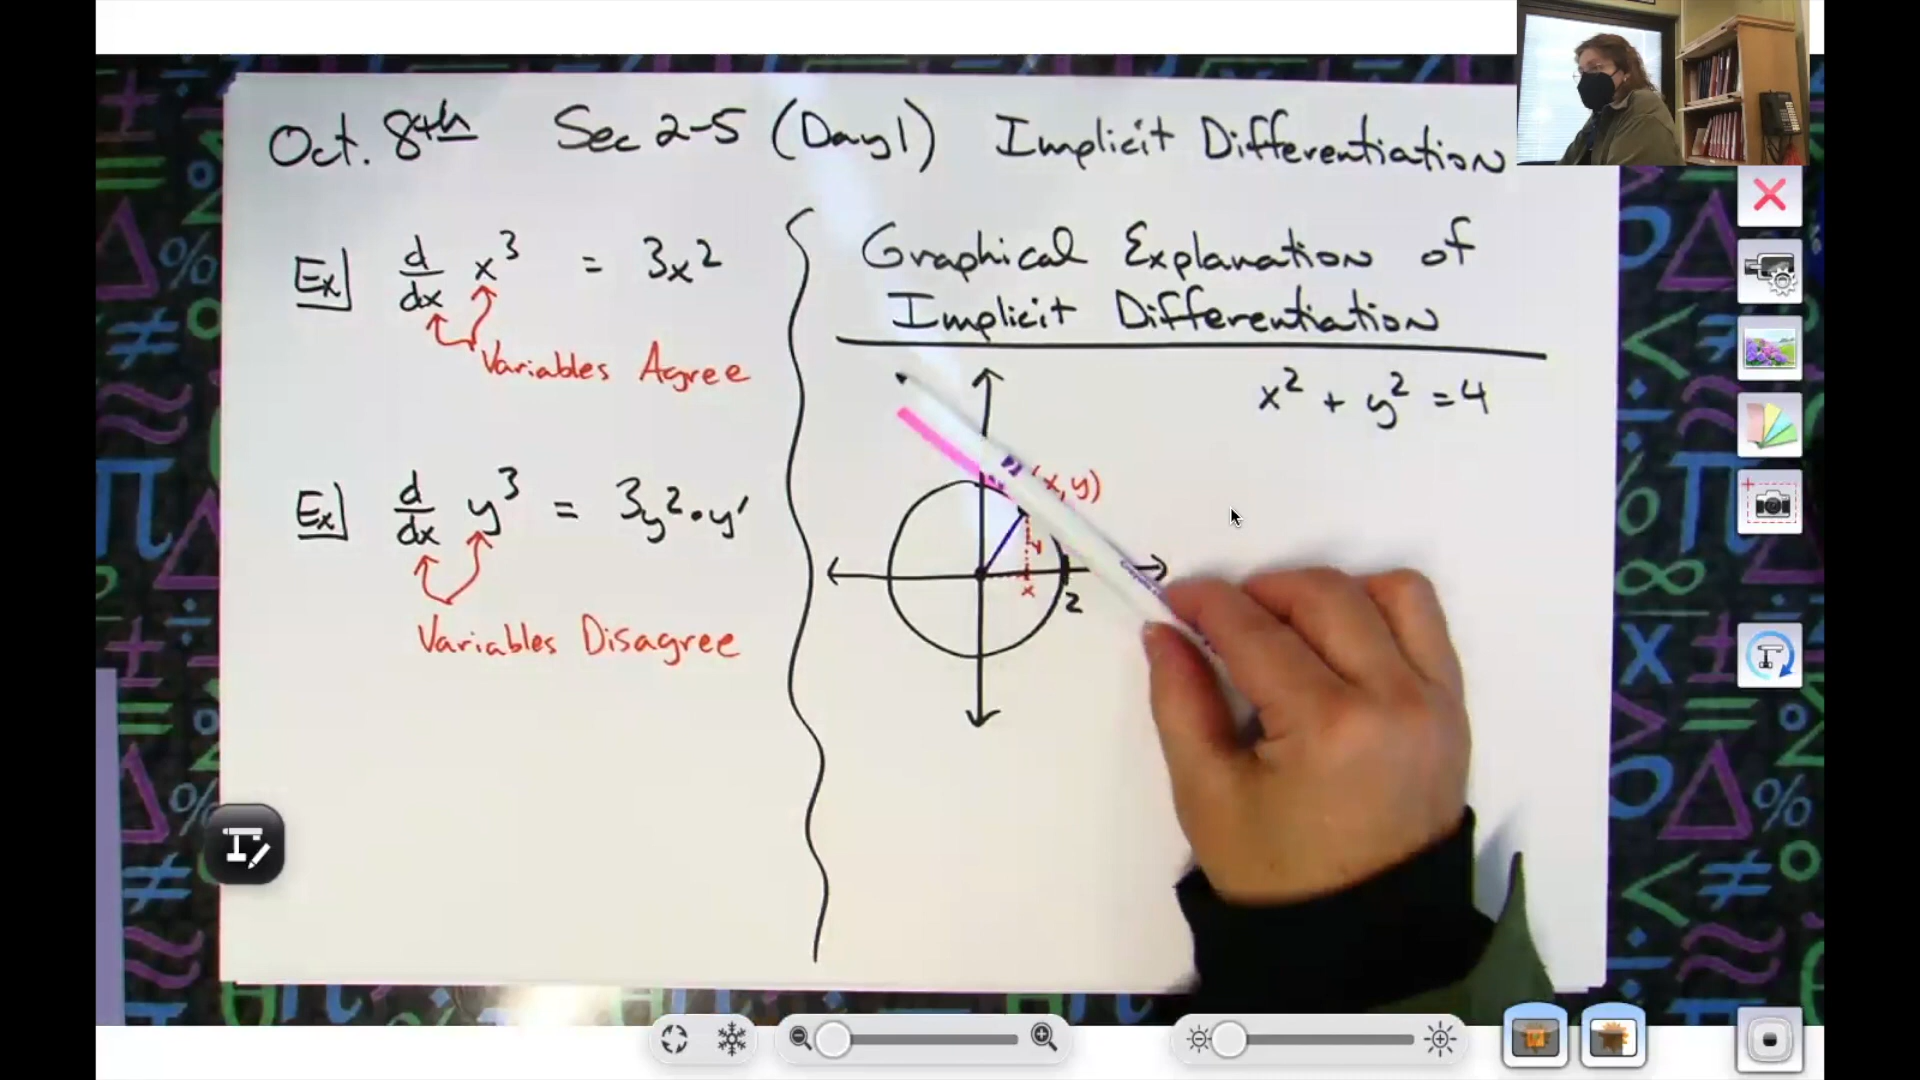 Oct. 8th Sec 2-5 (Day 1) Implicit Differentiation
Ex] d/dx x³ = 3x²
Variables Agree
Ex] d/dx y³ = 3y²·y′
Variables Disagree
Graphical Explanation of
Implicit Differentiation
x² + y² = 4
(x,y)
y
x
2